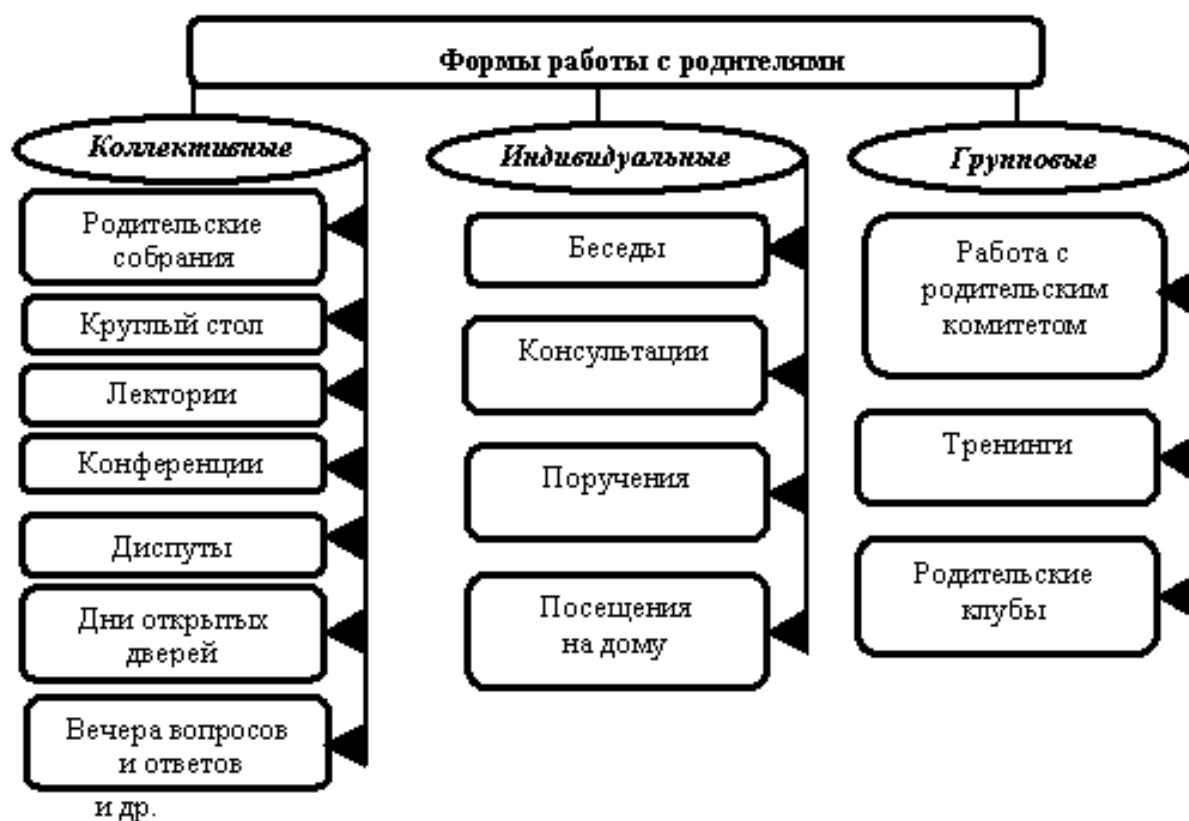 Формы работы с родителями
Коллективные
Родительские
собрания
Круглый стол
Лектории
Конференции
Диспуты
Дни открытых
дверей
Вечера вопросов
и ответов
и др.
Индивидуальные
Беседы
Консультации
Поручения
Посещения
на дому
Групповые
Работа с
родительским
комитетом
Тренинги
Родительские
клубы